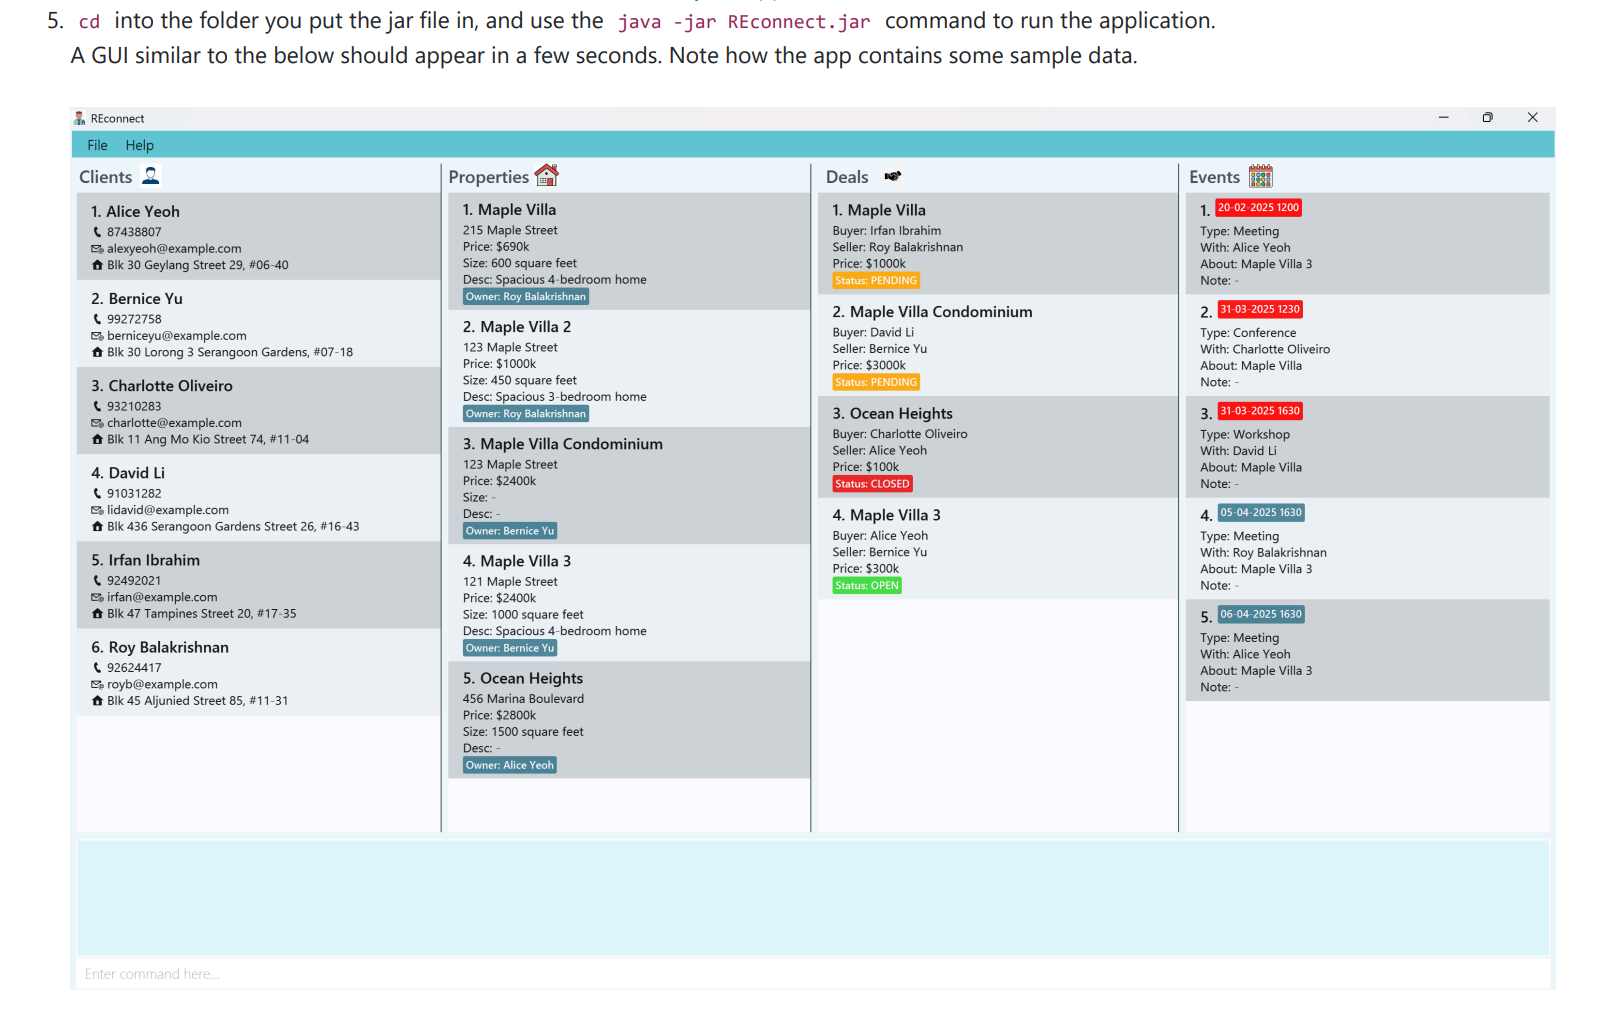 5. cd into the folder you put the jar file in, and use the java -jar REconnect.jar command to run the application.
A GUI similar to the below should appear in a few seconds. Note how the app contains some sample data.
REconnect
File Help
Clients
1. Alice Yeoh
87438807
alexyeoh@example.com
Blk 30 Geylang Street 29, #06-40
2. Bernice Yu
99272758
berniceyu@example.com
Blk 30 Lorong 3 Serangoon Gardens, #07-18
3. Charlotte Oliveiro
93210283
charlotte@example.com
Blk 11 Ang Mo Kio Street 74, #11-04
4. David Li
91031282
lidavid@example.com
Blk 436 Serangoon Gardens Street 26, #16-43
5. Irfan Ibrahim
92492021
irfan@example.com
Blk 47 Tampines Street 20, #17-35
6. Roy Balakrishnan
92624417
royb@example.com
Blk 45 Aljunied Street 85, #11-31
Properties
1. Maple Villa
215 Maple Street
Price: $690k
Size: 600 square feet
Desc: Spacious 4-bedroom home
Owner: Roy Balakrishnan
2. Maple Villa 2
123 Maple Street
Price: $1000k
Size: 450 square feet
Desc: Spacious 3-bedroom home
Owner: Roy Balakrishnan
3. Maple Villa Condominium
123 Maple Street
Price: $2400k
Size: -
Desc: -
Owner: Bernice Yu
4. Maple Villa 3
121 Maple Street
Price: $2400k
Size: 1000 square feet
Desc: Spacious 4-bedroom home
Owner: Bernice Yu
5. Ocean Heights
456 Marina Boulevard
Price: $2800k
Size: 1500 square feet
Desc: -
Owner: Alice Yeoh
Deals
1. Maple Villa
Buyer: Irfan Ibrahim
Seller: Roy Balakrishnan
Price: $1000k
Status: PENDING
2. Maple Villa Condominium
Buyer: David Li
Seller: Bernice Yu
Price: $3000k
Status: PENDING
3. Ocean Heights
Buyer: Charlotte Oliveiro
Seller: Alice Yeoh
Price: $100k
Status: CLOSED
4. Maple Villa 3
Buyer: Alice Yeoh
Seller: Bernice Yu
Price: $300k
Status: OPEN
Events
1. 20-02-2025 1200
Type: Meeting
With: Alice Yeoh
About: Maple Villa 3
Note: -
2. 31-03-2025 1230
Type: Conference
With: Charlotte Oliveiro
About: Maple Villa
Note: -
3. 31-03-2025 1630
Type: Workshop
With: David Li
About: Maple Villa
Note: -
4. 05-04-2025 1630
Type: Meeting
With: Roy Balakrishnan
About: Maple Villa 3
Note: -
5. 06-04-2025 1630
Type: Meeting
With: Alice Yeoh
About: Maple Villa 3
Note: -
Enter command here...